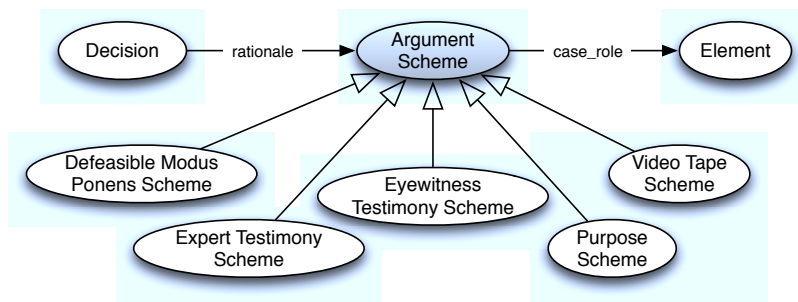 Decision
rationale
Argument
Scheme
case_role
Element
Defeasible Modus
Ponens Scheme
Expert Testimony
Scheme
Eyewitness
Testimony Scheme
Purpose
Scheme
Video Tape
Scheme